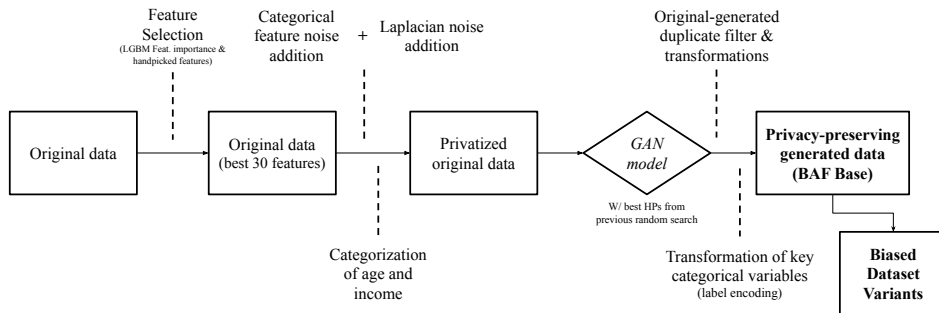 Feature
Selection
(LGBM Feat. importance &
handpicked features)
Categorical
feature noise
addition
+
Laplacian noise
addition
Original-generated
duplicate filter &
transformations
Original data
Original data
(best 30 features)
Privatized
original data
GAN
model
Privacy-preserving
generated data
(BAF Base)
W/ best HPs from
previous random search
Categorization
of age and
income
Transformation of key
categorical variables
(label encoding)
Biased
Dataset
Variants